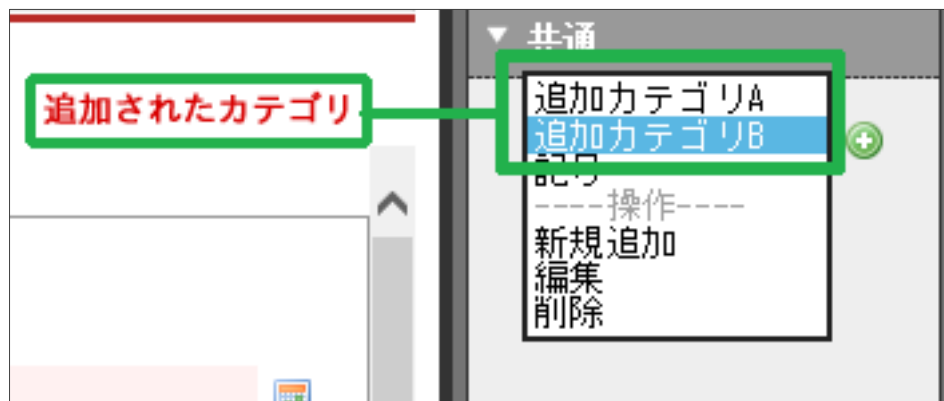 共通
追加されたカテゴリ
追加カテゴリA
追加カテゴリB
記号
----操作----
新規追加
編集
削除